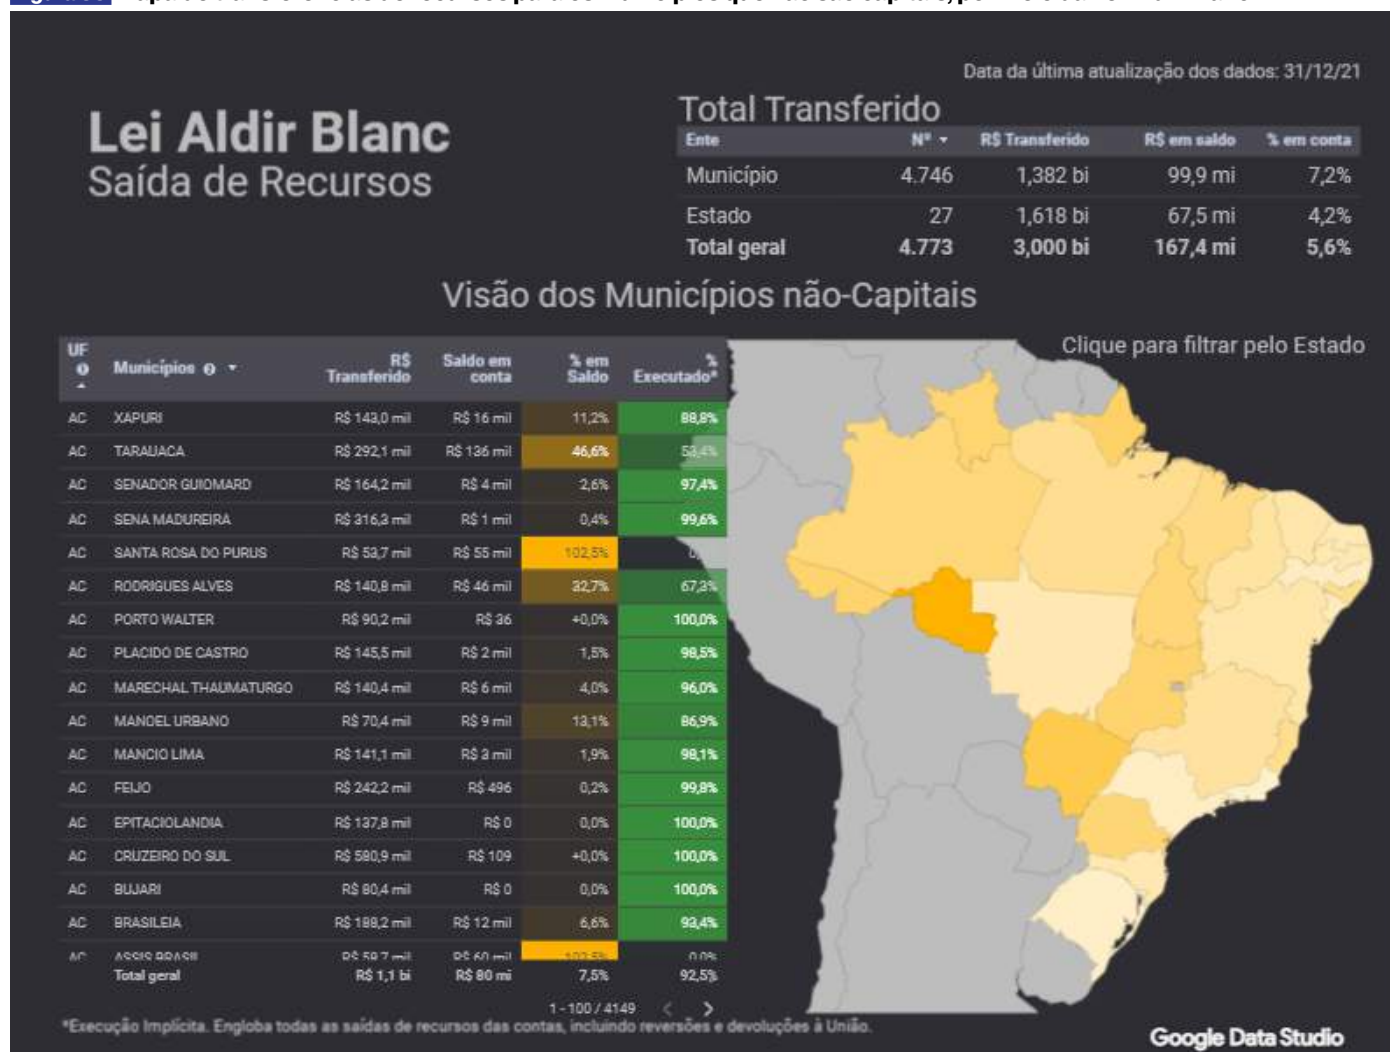 Data da última atualização dos dados: 31/12/21
Lei Aldir Blanc
Saída de Recursos
Total Transferido
Ente Nº R$ Transferido R$ em saldo % em conta
Município 4.746 1,382 bi 99,9 mi 7,2%
Estado 27 1,618 bi 67,5 mi 4,2%
Total geral 4.773 3,000 bi 167,4 mi 5,6%
Visão dos Municípios não-Capitais
Clique para filtrar pelo Estado
UF Municípios R$ Transferido Saldo em conta % em Saldo % Executado*
AC XAPURI R$ 143,0 mil R$ 16 mil 11,2% 88,8%
AC TARAUACA R$ 292,1 mil R$ 136 mil 46,6% 53,4%
AC SENADOR GUIOMARD R$ 164,2 mil R$ 4 mil 2,6% 97,4%
AC SENA MADUREIRA R$ 316,3 mil R$ 1 mil 0,4% 99,6%
AC SANTA ROSA DO PURUS R$ 53,7 mil R$ 55 mil 102,5%
AC RODRIGUES ALVES R$ 140,8 mil R$ 46 mil 32,7% 67,3%
AC PORTO WALTER R$ 90,2 mil R$ 36 +0,0% 100,0%
AC PLACIDO DE CASTRO R$ 145,5 mil R$ 2 mil 1,5% 98,5%
AC MARECHAL THAUMATURGO R$ 140,4 mil R$ 6 mil 4,0% 96,0%
AC MANOEL URBANO R$ 70,4 mil R$ 9 mil 13,1% 86,9%
AC MANCIO LIMA R$ 141,1 mil R$ 3 mil 1,9% 98,1%
AC FEIJO R$ 242,2 mil R$ 496 0,2% 99,8%
AC EPITACIOLANDIA R$ 137,8 mil R$ 0 0,0% 100,0%
AC CRUZEIRO DO SUL R$ 580,9 mil R$ 109 +0,0% 100,0%
AC BUJARI R$ 80,4 mil R$ 0 0,0% 100,0%
AC BRASILEIA R$ 188,2 mil R$ 12 mil 6,6% 93,4%
AC ASSIS BRASIL R$ 58,7 mil R$ 60 mil 102,5% 0,0%
Total geral R$ 1,1 bi R$ 80 mi 7,5% 92,5%
1 - 100 / 4149
*Execução Implícita. Engloba todas as saídas de recursos das contas, incluindo reversões e devoluções à União.
Google Data Studio